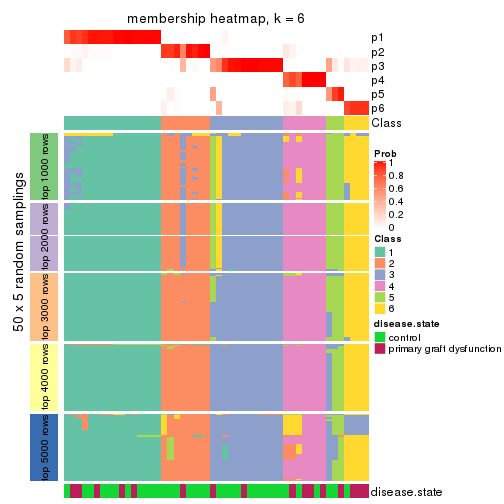 membership heatmap, k = 6
p1
p2
p3
p4
p5
p6
Class
50 x 5 random samplings
top 1000 rows
top 2000 rows
top 3000 rows
top 4000 rows
top 5000 rows
Prob
1
0.8
0.6
0.4
0.2
0
Class
1
2
3
4
5
6
disease.state
control
primary graft dysfunction
disease.state